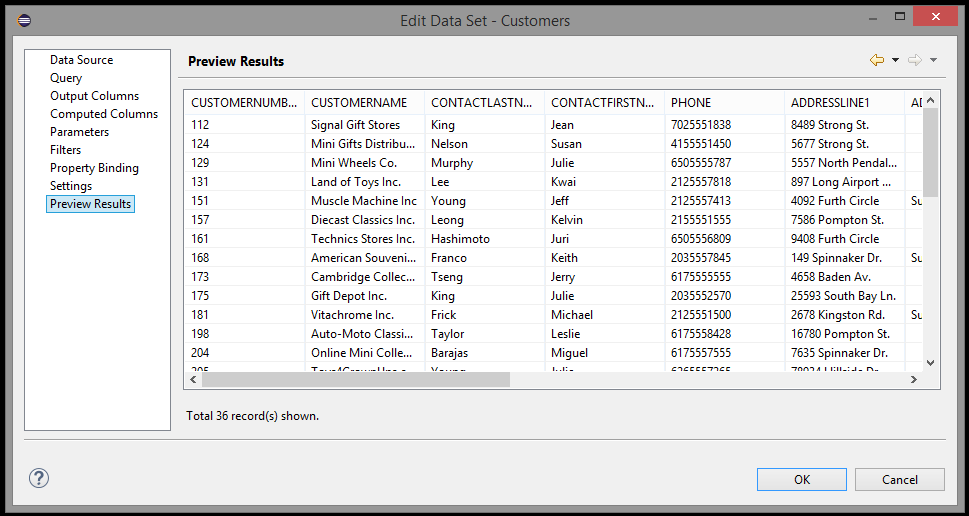 Edit Data Set - Customers
Data Source
Query
Output Columns
Computed Columns
Parameters
Filters
Property Binding
Settings
Preview Results
Preview Results
CUSTOMERNUMB... CUSTOMERNAME CONTACTLASTN... CONTACTFIRSTN... PHONE ADDRESSLINE1
112 Signal Gift Stores King Jean 7025551838 8489 Strong St.
124 Mini Gifts Distribu... Nelson Susan 4155551450 5677 Strong St.
129 Mini Wheels Co. Murphy Julie 6505555787 5557 North Pendal...
131 Land of Toys Inc. Lee Kwai 2125557818 897 Long Airport ...
151 Muscle Machine Inc Young Jeff 2125557413 4092 Furth Circle Su
157 Diecast Classics Inc. Leong Kelvin 2155551555 7586 Pompton St.
161 Technics Stores Inc. Hashimoto Juri 6505556809 9408 Furth Circle
168 American Souveni... Franco Keith 2035557845 149 Spinnaker Dr. Su
173 Cambridge Collec... Tseng Jerry 6175555555 4658 Baden Av.
175 Gift Depot Inc. King Julie 2035552570 25593 South Bay Ln.
181 Vitachrome Inc. Frick Michael 2125551500 2678 Kingston Rd. Su
198 Auto-Moto Classi... Taylor Leslie 6175558428 16780 Pompton St.
204 Online Mini Colle... Barajas Miguel 6175557555 7635 Spinnaker Dr.
Total 36 record(s) shown.
?
OK Cancel